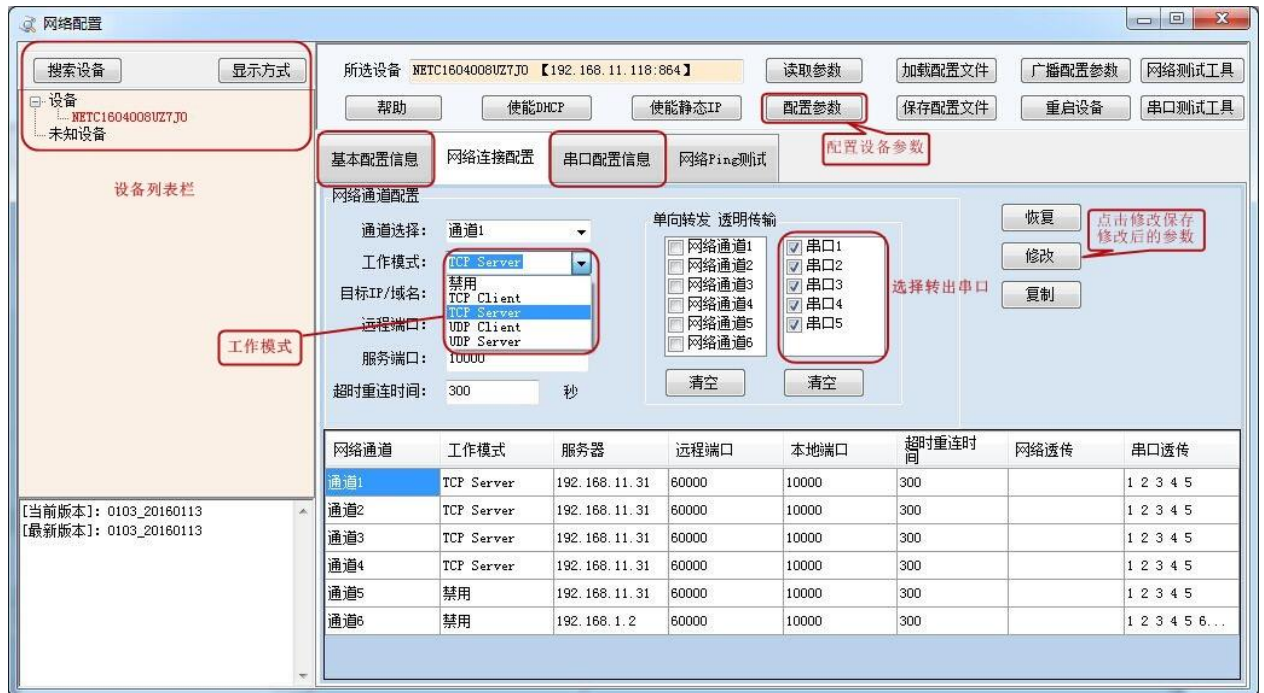 网络配置
搜索设备 显示方式
设备
NETC1604008UZ7J0
未知设备
设备列表栏
所选设备 NETC1604008UZ7J0 【192.168.11.118:864】 读取参数 加载配置文件 广播配置参数 网络测试工具
帮助 使能DHCP 使能静态IP 配置参数 保存配置文件 重启设备 串口测试工具
配置设备参数
基本配置信息 网络连接配置 串口配置信息 网络Ping测试
网络通道配置
通道选择: 通道1
工作模式: TCP Server
禁用
TCP Client
TCP Server
UDP Client
UDP Server
目标IP/域名:
远程端口:
服务端口: 10000
超时重连时间: 300 秒
工作模式
单向转发 透明传输
网络通道1
网络通道2
网络通道3
网络通道4
网络通道5
网络通道6
清空
串口1
串口2
串口3
串口4
串口5
清空
选择转出串口
恢复
修改
复制
点击修改保存
修改后的参数
网络通道 工作模式 服务器 远程端口 本地端口 超时重连时间 网络透传 串口透传
通道1 TCP Server 192.168.11.31 60000 10000 300 1 2 3 4 5
通道2 TCP Server 192.168.11.31 60000 10000 300 1 2 3 4 5
通道3 TCP Server 192.168.11.31 60000 10000 300 1 2 3 4 5
通道4 TCP Server 192.168.11.31 60000 10000 300 1 2 3 4 5
通道5 禁用 192.168.11.31 60000 10000 300 1 2 3 4 5
通道6 禁用 192.168.1.2 60000 10000 300 1 2 3 4 5 6...
[当前版本]: 0103_20160113
[最新版本]: 0103_20160113